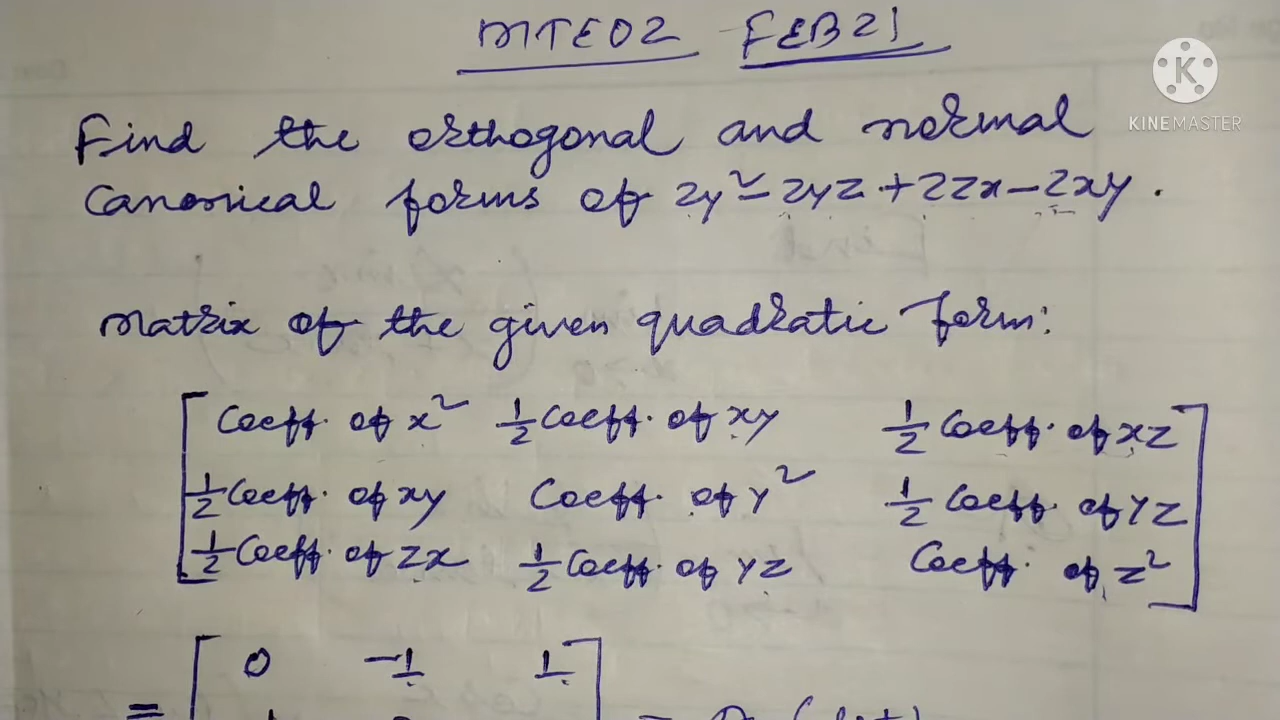 MTE02 FEB21
K
KINEMASTER
Find the orthogonal and normal
Canonical forms of 2y² - 2yz + 2zx - 2xy .
Matrix of the given quadratic form:
Coeff. of x² 1/2 Coeff. of xy 1/2 Coeff. of xz
1/2 Coeff. of xy Coeff. of y² 1/2 Coeff. of yz
1/2 Coeff. of zx 1/2 Coeff. of yz Coeff. of z²
= [ 0 -1 1 ]